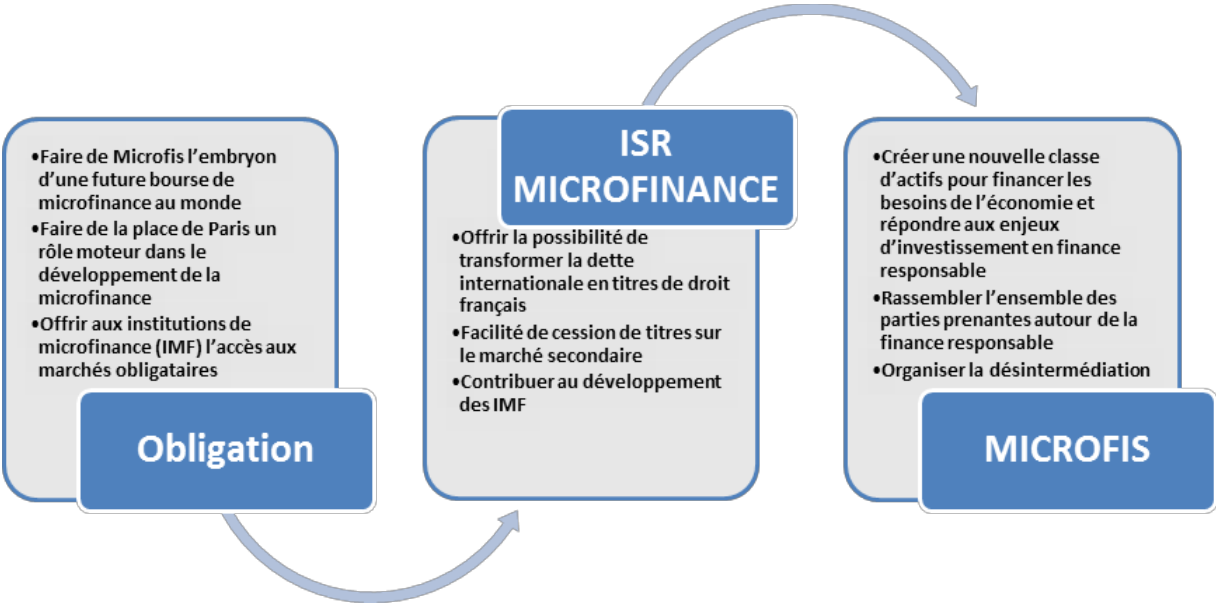 •Faire de Microfis l’embryon
d’une future bourse de
microfinance au monde
•Faire de la place de Paris un
rôle moteur dans le
développement de la
microfinance
•Offrir aux institutions de
microfinance (IMF) l’accès aux
marchés obligataires
Obligation
ISR
MICROFINANCE
•Offrir la possibilité de
transformer la dette
internationale en titres de droit
français
•Facilité de cession de titres sur
le marché secondaire
•Contribuer au développement
des IMF
•Créer une nouvelle classe
d’actifs pour financer les
besoins de l’économie et
répondre aux enjeux
d’investissement en finance
responsable
•Rassembler l’ensemble des
parties prenantes autour de la
finance responsable
•Organiser la désintermédiation
MICROFIS